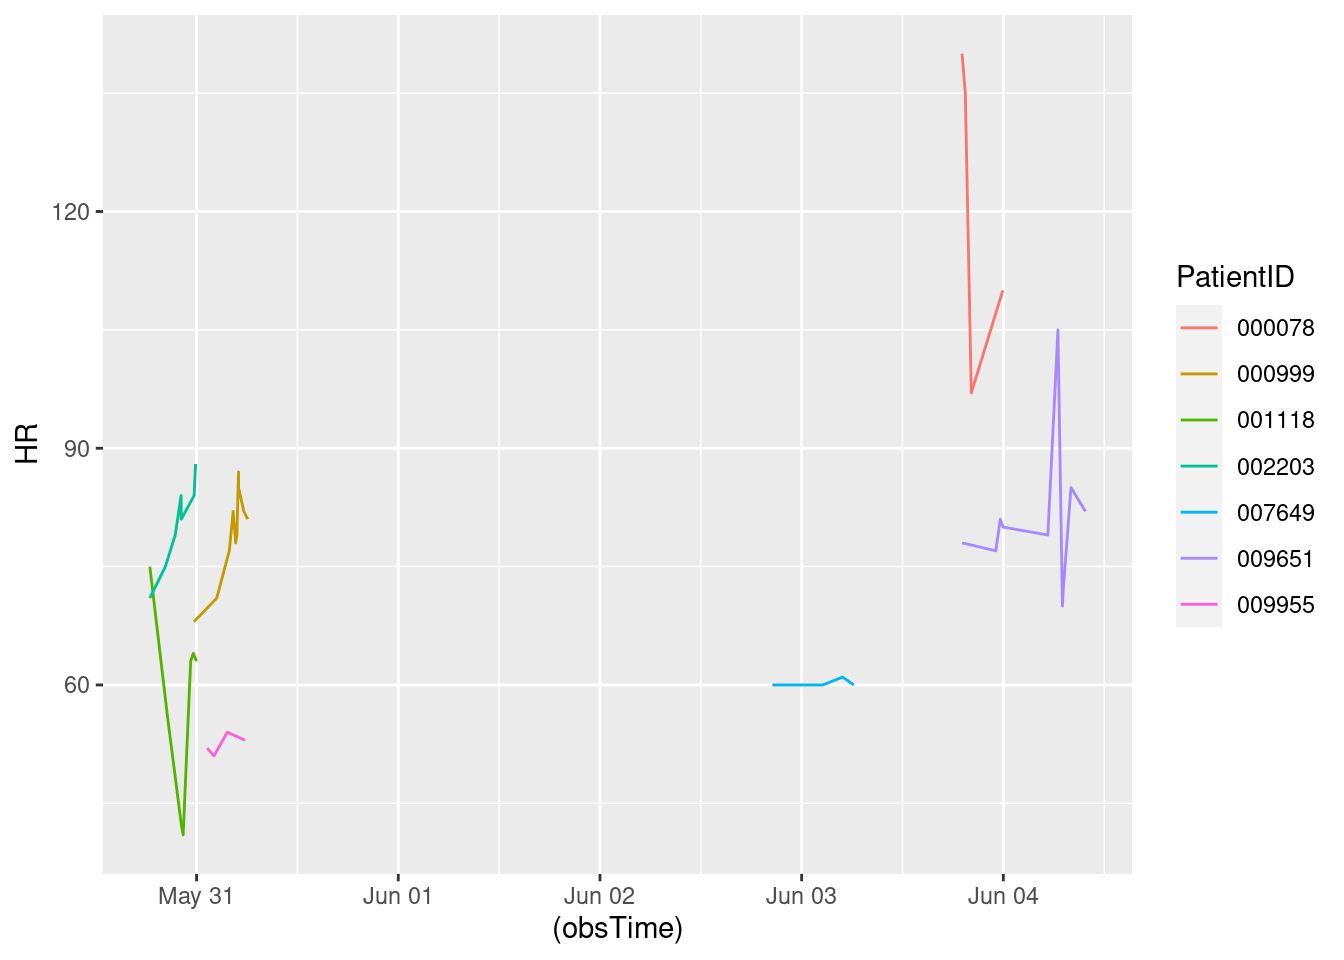 HR
120
90
60
May 31
Jun 01
Jun 02
Jun 03
Jun 04
(obsTime)
PatientID
000078
000999
001118
002203
007649
009651
009955